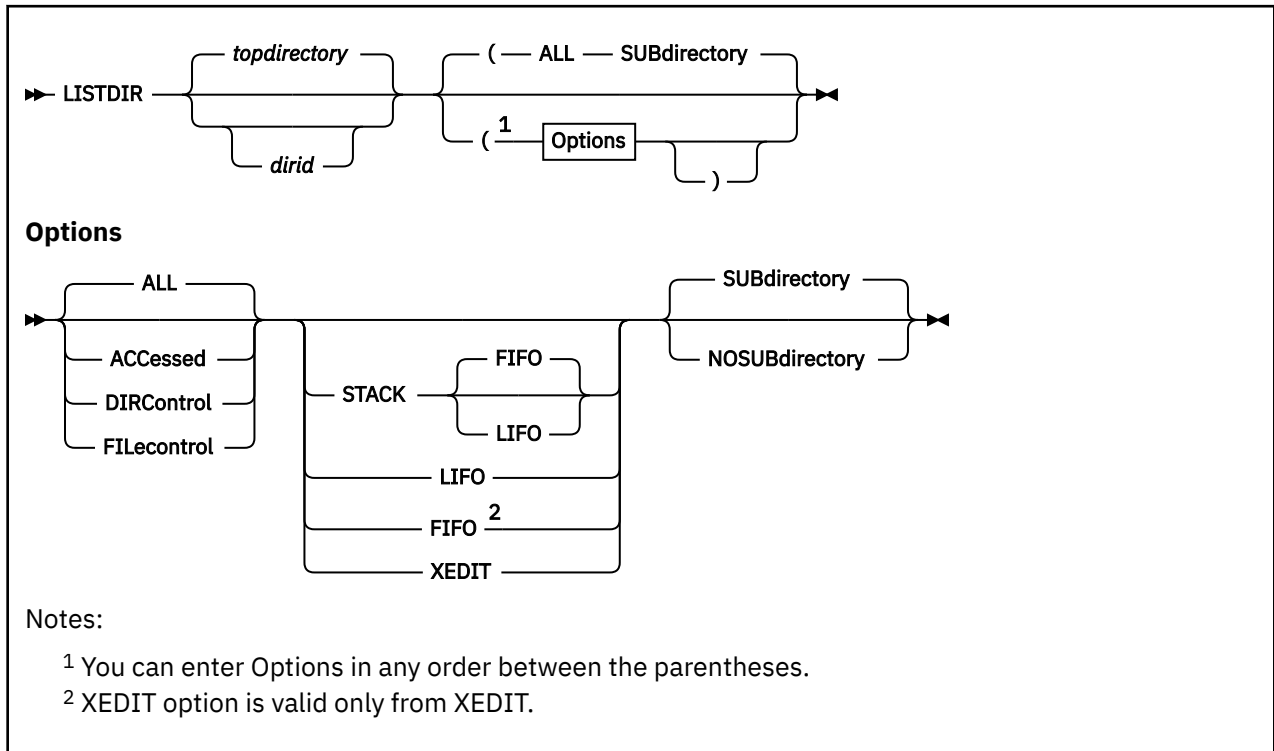 topdirectory
( ALL SUBdirectory
LISTDIR
( 1 Options )
dirid
Options
ALL
SUBdirectory
ACCessed
NOSUBdirectory
DIRControl
FILecontrol
FIFO
STACK
LIFO
LIFO
FIFO 2
XEDIT
Notes:
1 You can enter Options in any order between the parentheses.
2 XEDIT option is valid only from XEDIT.